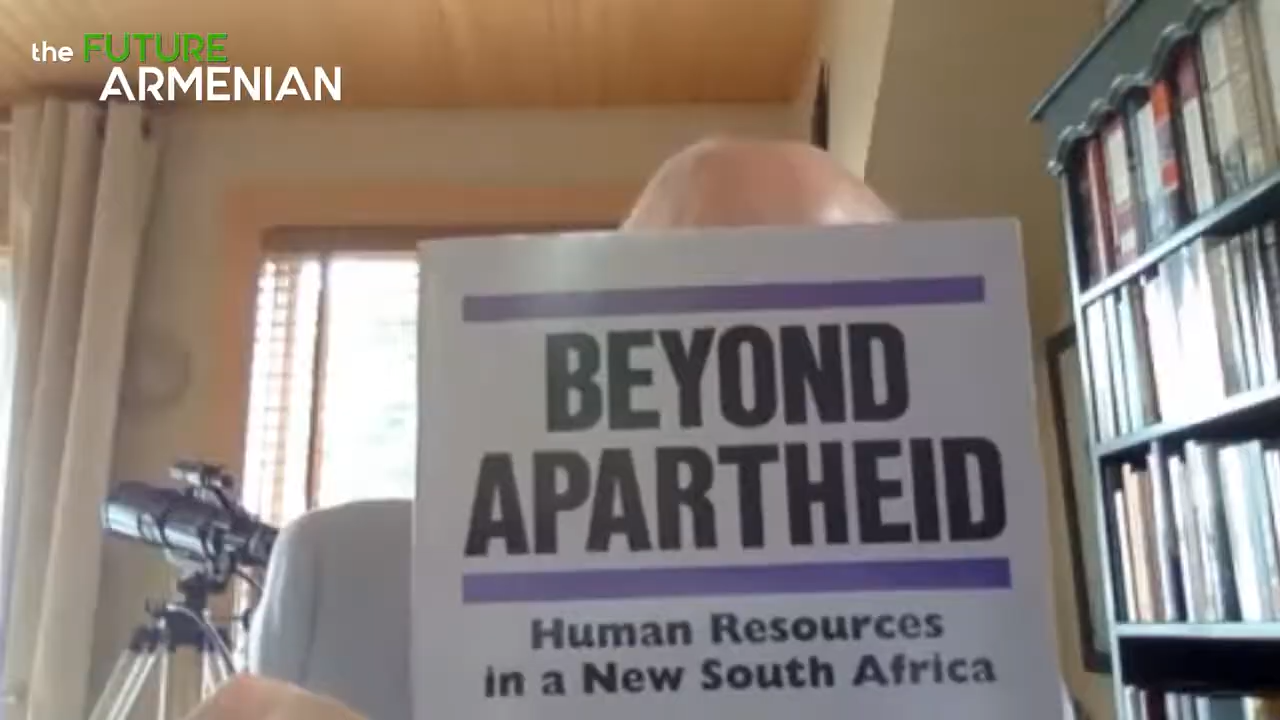 the FUTURE
ARMENIAN
BEYOND
APARTHEID
Human Resources
in a New South Africa